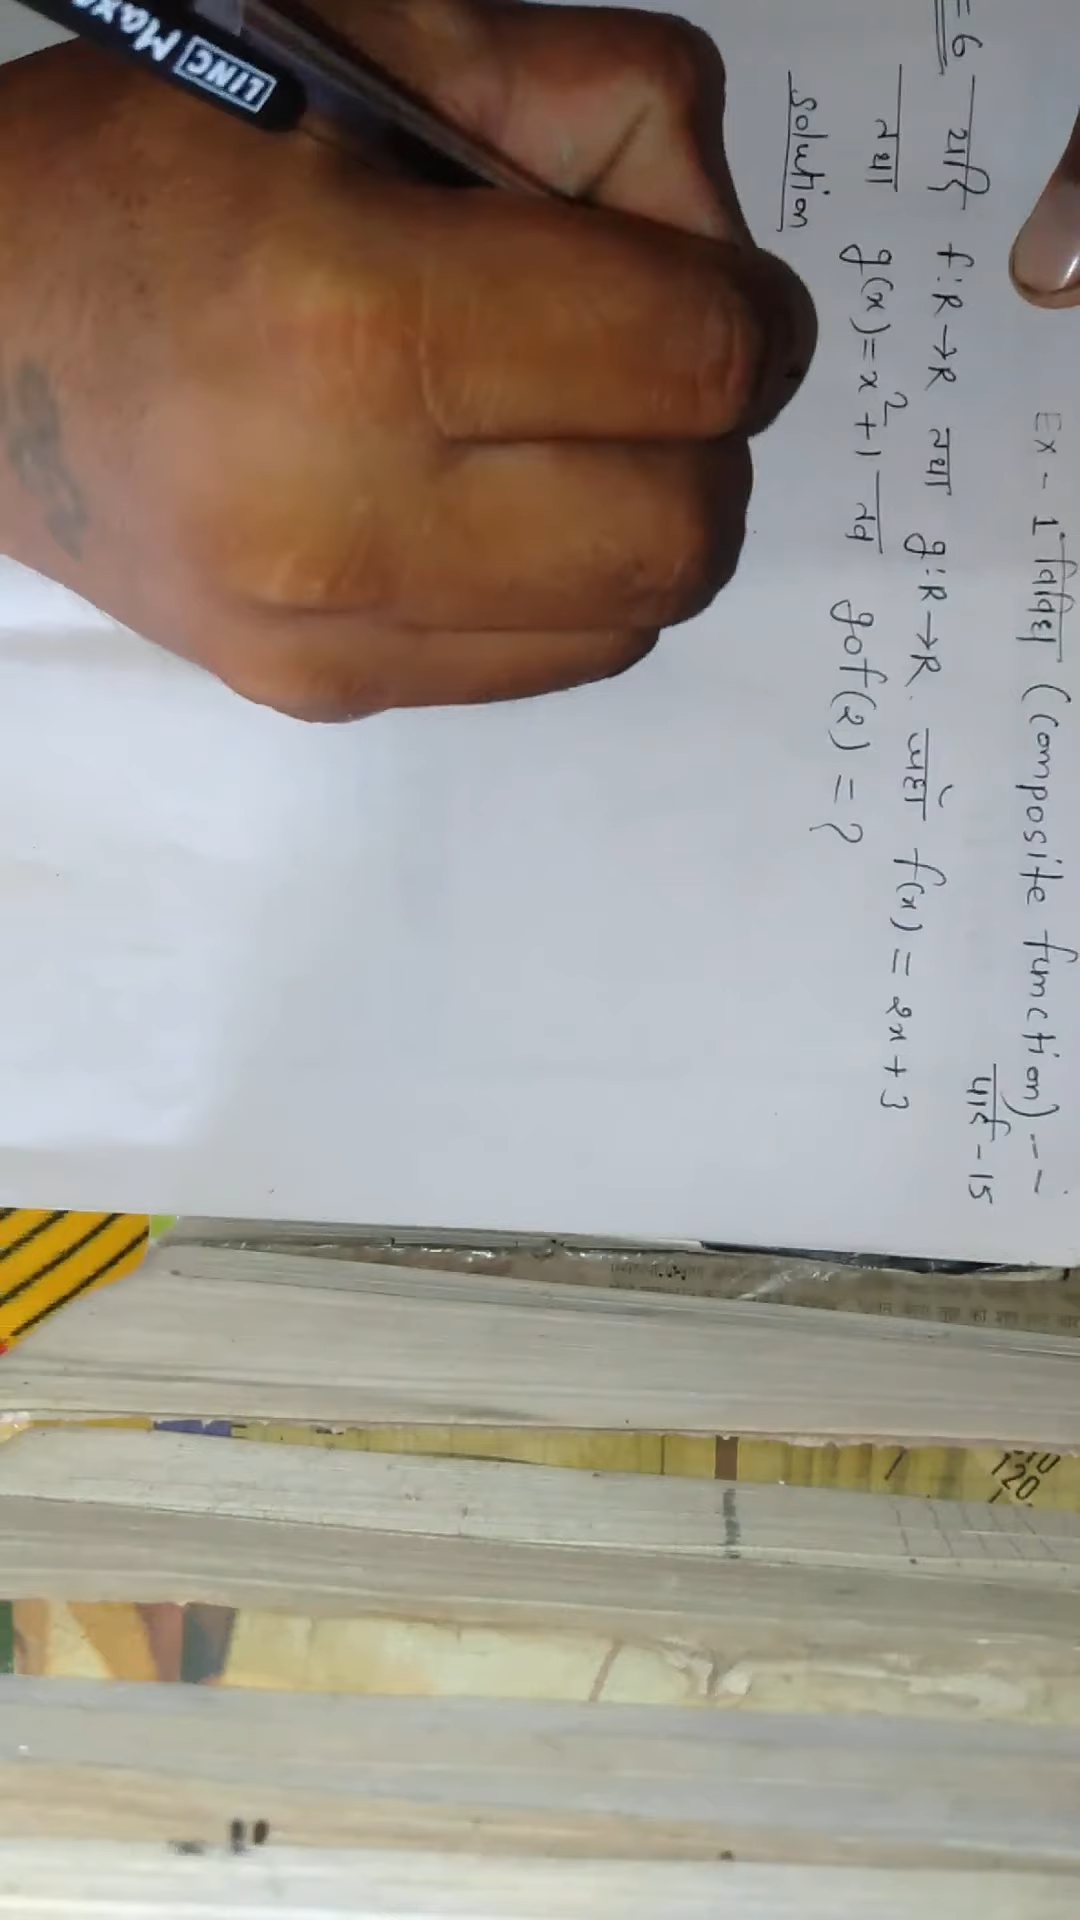 Ex - 1 विविध (Composite function) - -
पार्ट - 15
= 6 यदि f:R→R तथा g:R→R. जहाँ f(x) = 2x+3
तथा g(x)=x²+1 तब gof(2) = ?
Solution
LINC
120